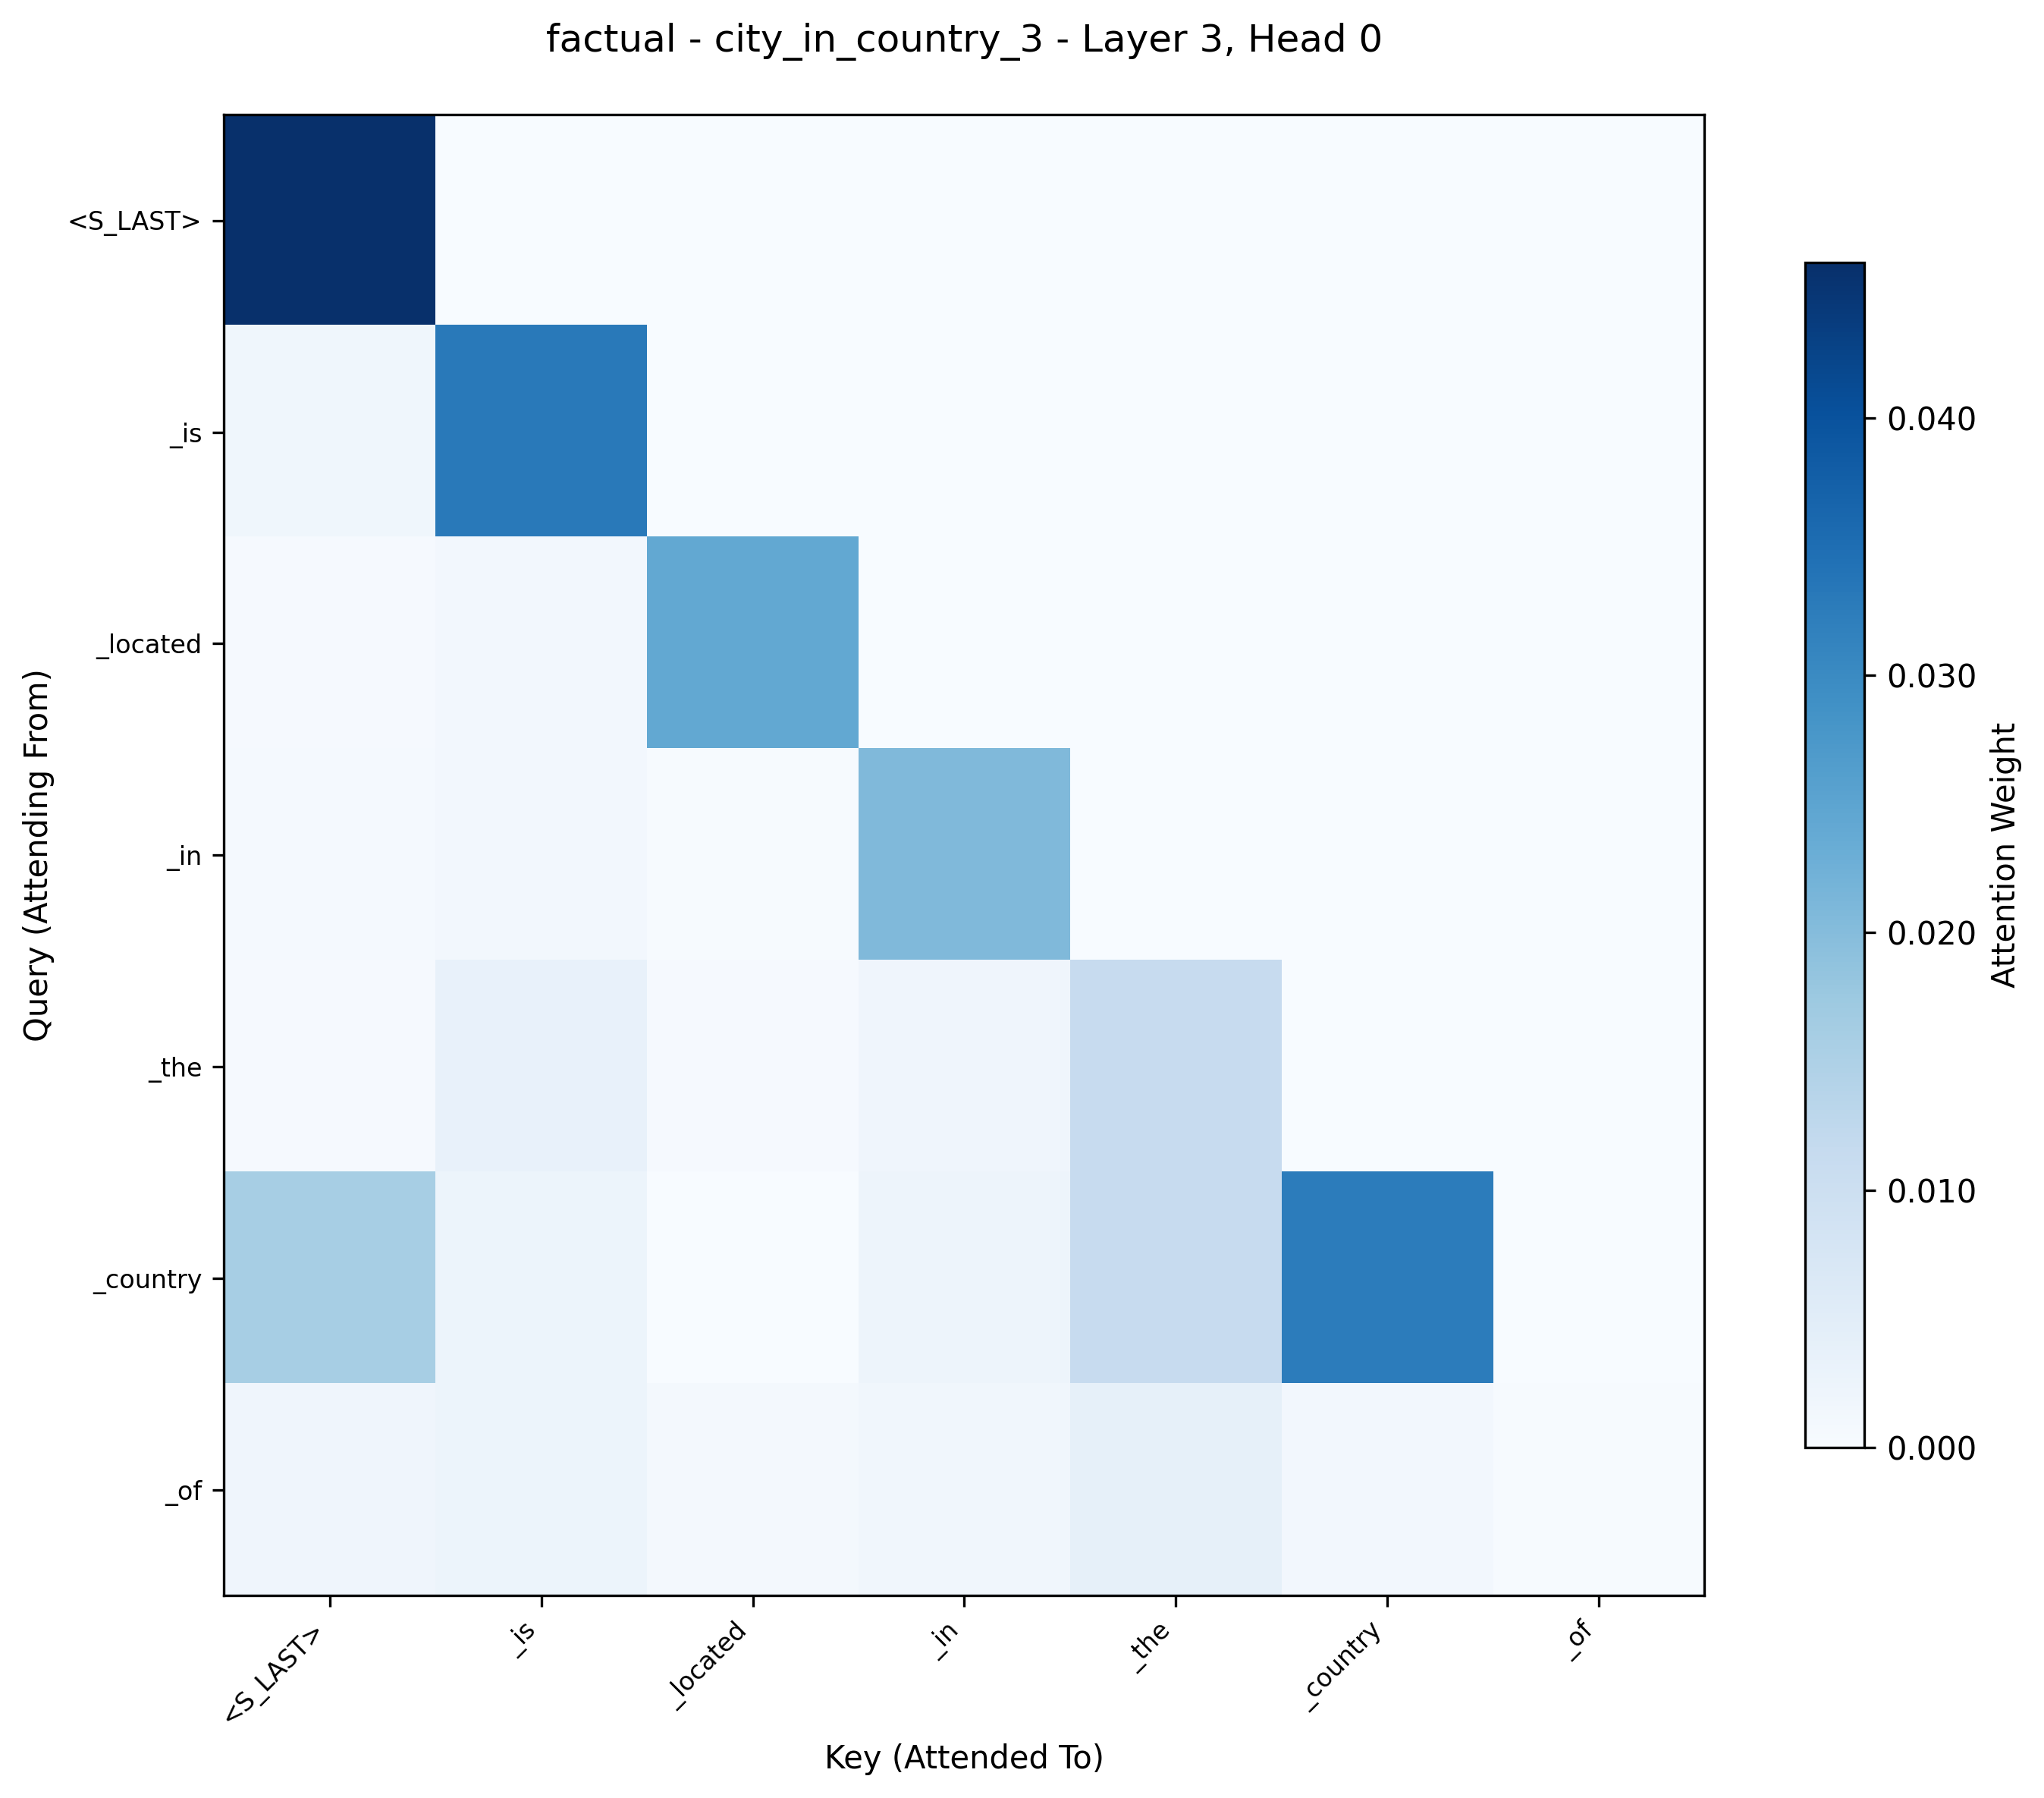 factual - city_in_country_3 - Layer 3, Head 0
Query (Attending From)
<S_LAST>
_is
_located
_in
_the
_country
_of
<S_LAST>
_is
_located
_in
_the
_country
_of
Key (Attended To)
0.040
0.030
0.020
0.010
0.000
Attention Weight